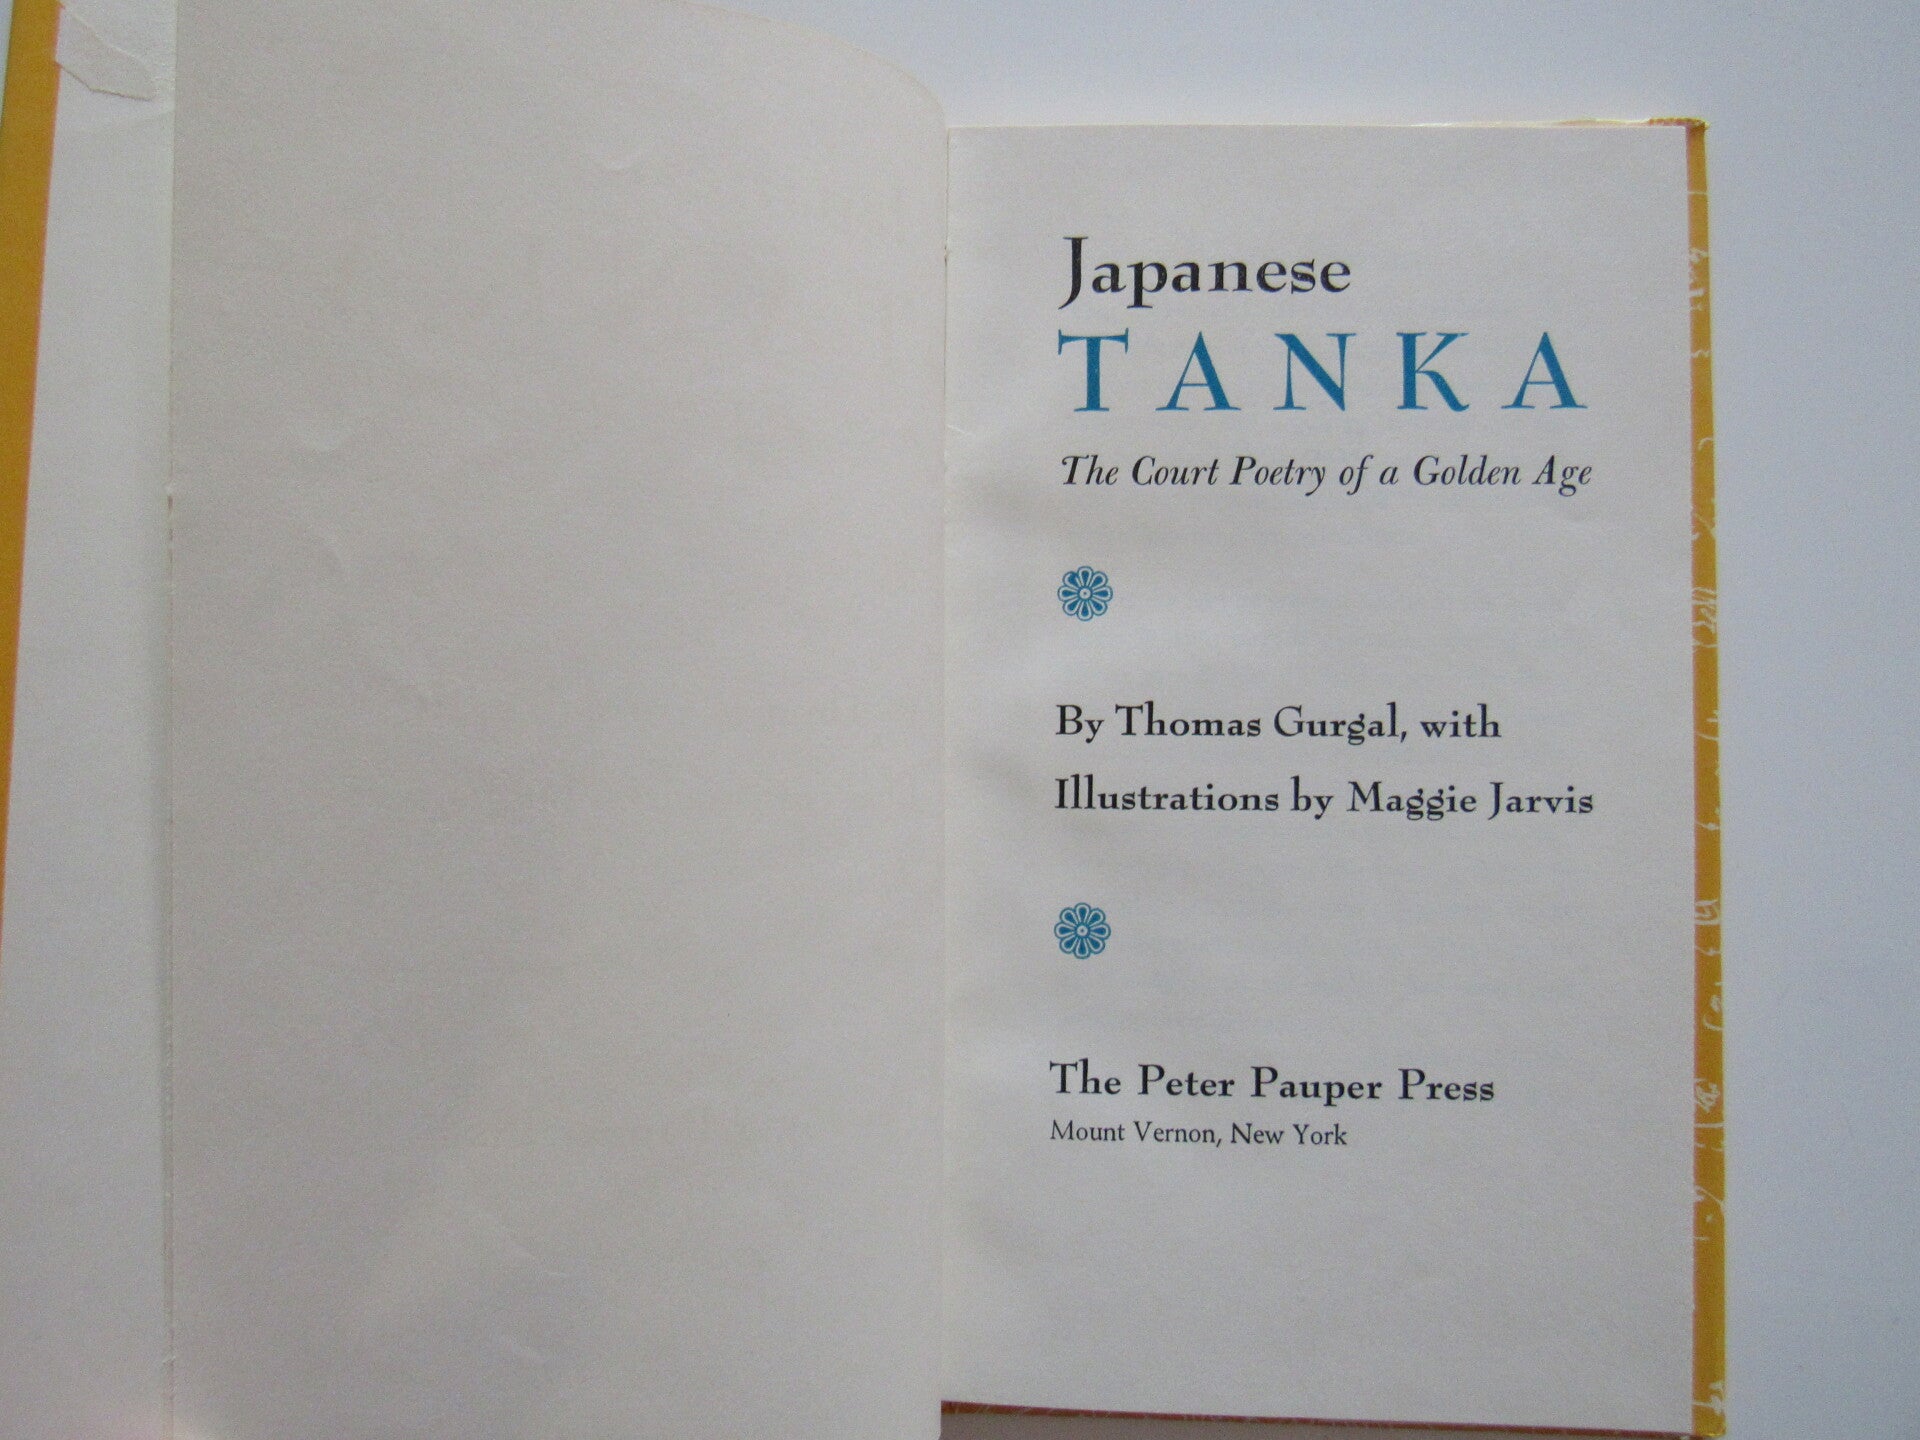 Japanese
TANKA
The Court Poetry of a Golden Age
By Thomas Gurgal, with
Illustrations by Maggie Jarvis
The Peter Pauper Press
Mount Vernon, New York